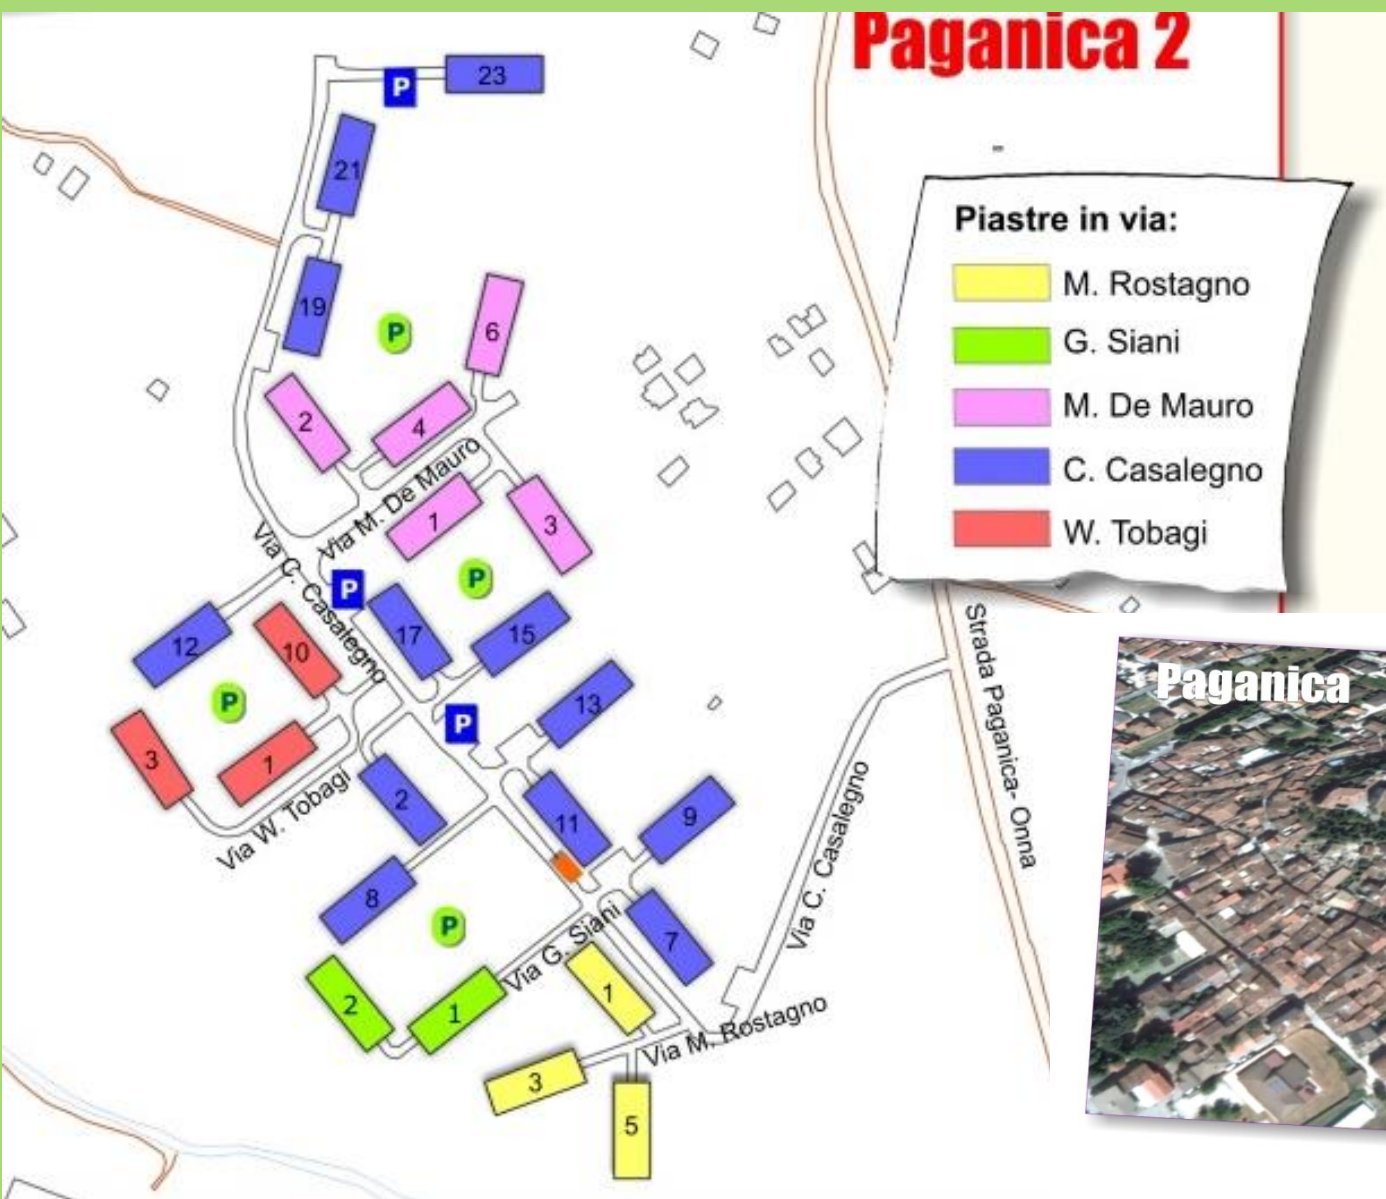 Paganica 2
Piastre in via:
M. Rostagno
G. Siani
M. De Mauro
C. Casalegno
W. Tobagi
23
P
21
19
P
6
2
4
Via M. De Mauro
1
3
Via C. Casalegno
P
P
12
10
17
15
P
13
P
3
1
2
Via W. Tobagi
11
9
8
P
7
Via G. Siani
2
1
1
Via M. Rostagno
3
5
Via C. Casalegno
Strada Paganica- Onna
Paganica